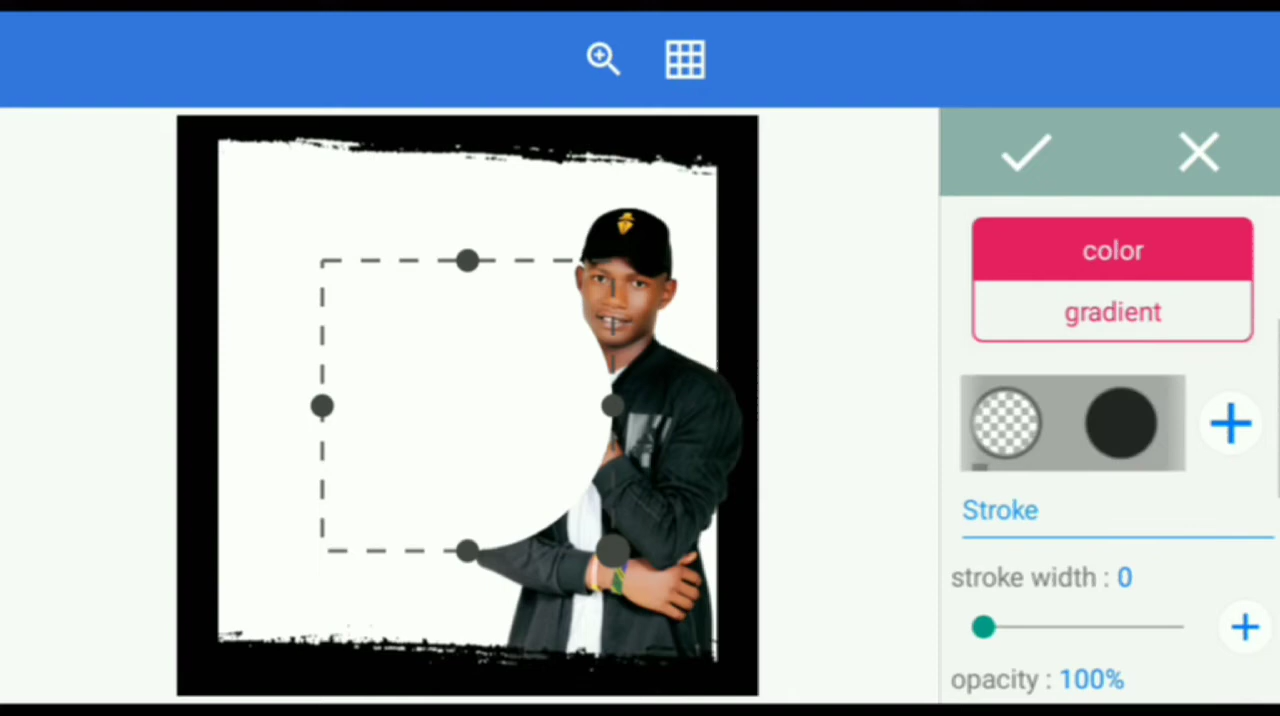 color
gradient
Stroke
stroke width : 0
opacity : 100%